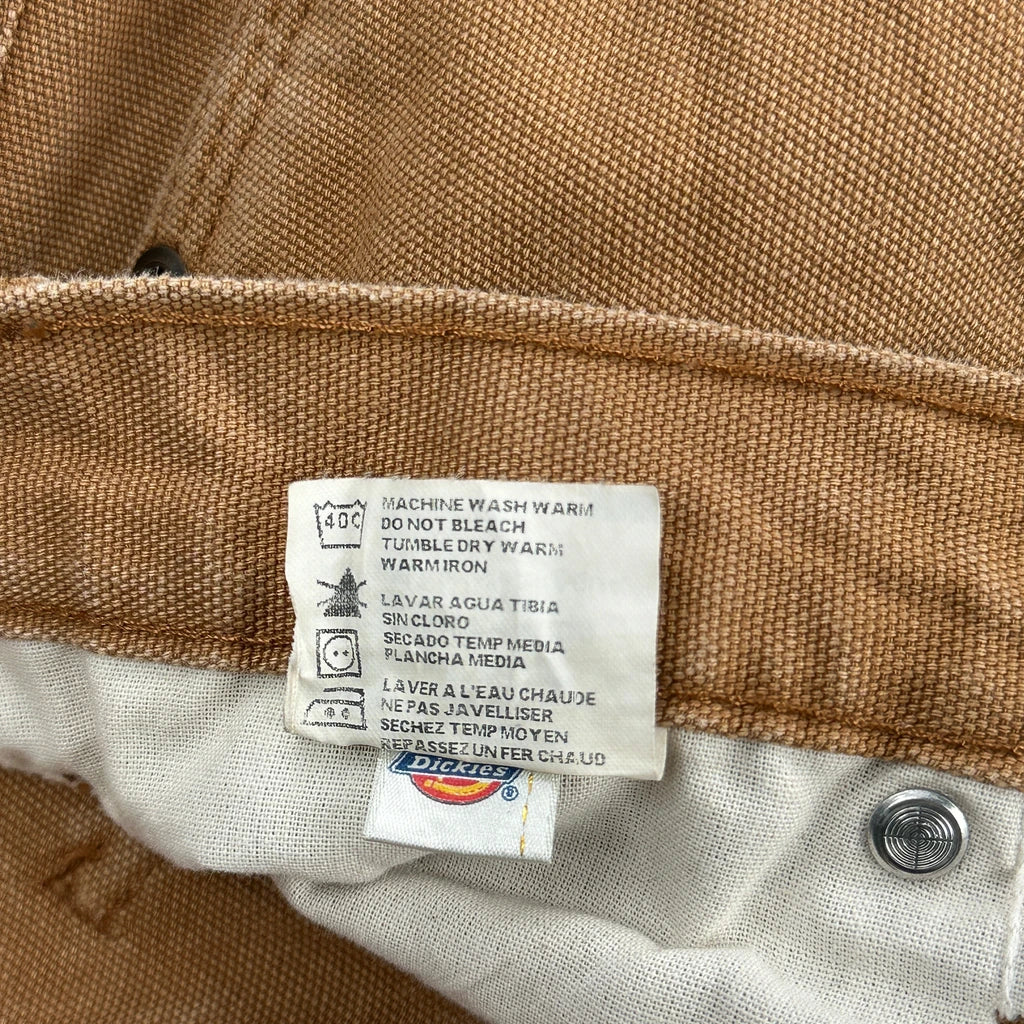 40C
MACHINE WASH WARM
DO NOT BLEACH
TUMBLE DRY WARM
WARM IRON
LAVAR AGUA TIBIA
SIN CLORO
SECADO TEMP MEDIA
PLANCHA MEDIA
LAVER A L'EAU CHAUDE
NE PAS JAVELLISER
SECHEZ TEMP MOYEN
REPASSEZ UN FER CHAUD
Dickies®